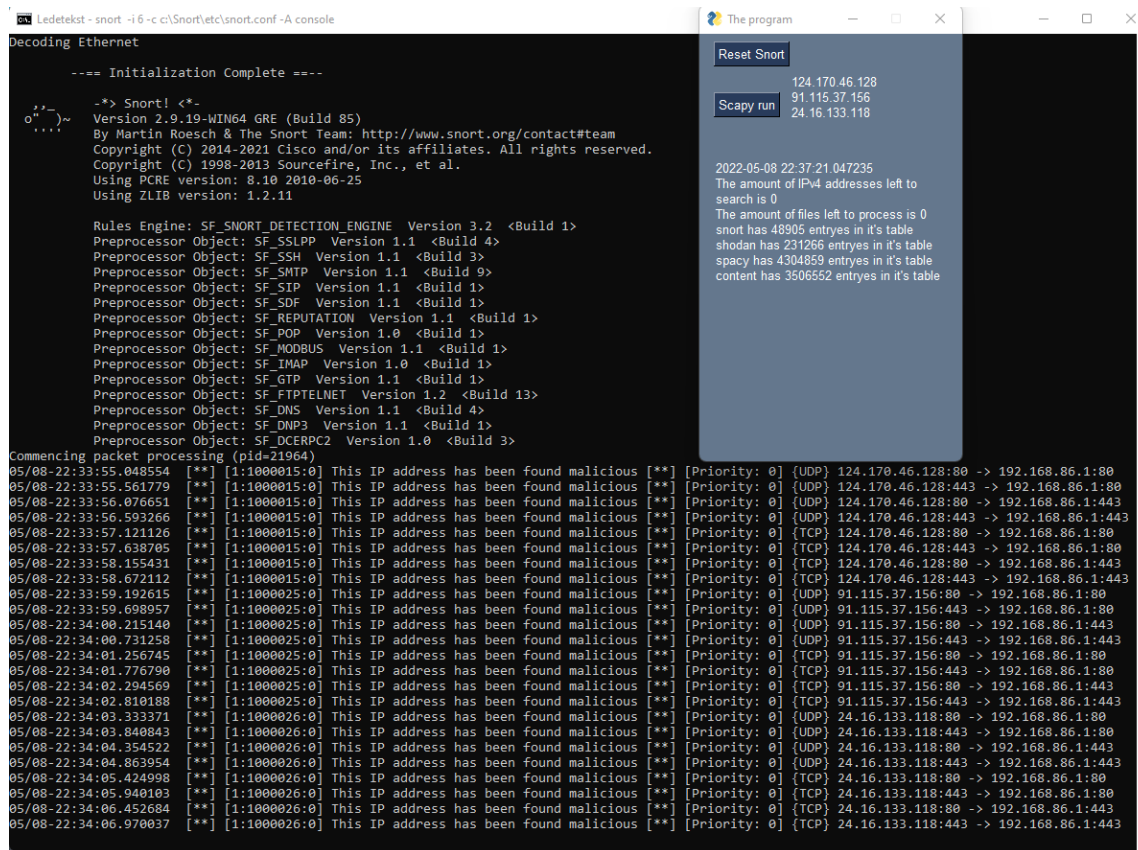 Ledetekst - snort -i 6 -c c:\Snort\etc\snort.conf -A console
Decoding Ethernet
--== Initialization Complete ==--
,,_     -*> Snort! <*-
o"  )~   Version 2.9.19-WIN64 GRE (Build 85)
''''    By Martin Roesch & The Snort Team: http://www.snort.org/contact#team
Copyright (C) 2014-2021 Cisco and/or its affiliates. All rights reserved.
Copyright (C) 1998-2013 Sourcefire, Inc., et al.
Using PCRE version: 8.10 2010-06-25
Using ZLIB version: 1.2.11
Rules Engine: SF_SNORT_DETECTION_ENGINE  Version 3.2  <Build 1>
Preprocessor Object: SF_SSLPP  Version 1.1  <Build 4>
Preprocessor Object: SF_SSH  Version 1.1  <Build 3>
Preprocessor Object: SF_SMTP  Version 1.1  <Build 9>
Preprocessor Object: SF_SIP  Version 1.1  <Build 1>
Preprocessor Object: SF_SDF  Version 1.1  <Build 1>
Preprocessor Object: SF_REPUTATION  Version 1.1  <Build 1>
Preprocessor Object: SF_POP  Version 1.0  <Build 1>
Preprocessor Object: SF_MODBUS  Version 1.1  <Build 1>
Preprocessor Object: SF_IMAP  Version 1.0  <Build 1>
Preprocessor Object: SF_GTP  Version 1.1  <Build 1>
Preprocessor Object: SF_FTPTELNET  Version 1.2  <Build 13>
Preprocessor Object: SF_DNS  Version 1.1  <Build 4>
Preprocessor Object: SF_DNP3  Version 1.1  <Build 1>
Preprocessor Object: SF_DCERPC2  Version 1.0  <Build 3>
Commencing packet processing (pid=21964)
05/08-22:33:55.048554  [**] [1:1000015:0] This IP address has been found malicious [**] [Priority: 0] {UDP} 124.170.46.128:80 -> 192.168.86.1:80
05/08-22:33:55.561779  [**] [1:1000015:0] This IP address has been found malicious [**] [Priority: 0] {UDP} 124.170.46.128:443 -> 192.168.86.1:80
05/08-22:33:56.076651  [**] [1:1000015:0] This IP address has been found malicious [**] [Priority: 0] {UDP} 124.170.46.128:80 -> 192.168.86.1:443
05/08-22:33:56.593266  [**] [1:1000015:0] This IP address has been found malicious [**] [Priority: 0] {UDP} 124.170.46.128:443 -> 192.168.86.1:443
05/08-22:33:57.121126  [**] [1:1000015:0] This IP address has been found malicious [**] [Priority: 0] {TCP} 124.170.46.128:80 -> 192.168.86.1:80
05/08-22:33:57.638705  [**] [1:1000015:0] This IP address has been found malicious [**] [Priority: 0] {TCP} 124.170.46.128:443 -> 192.168.86.1:80
05/08-22:33:58.155431  [**] [1:1000015:0] This IP address has been found malicious [**] [Priority: 0] {TCP} 124.170.46.128:80 -> 192.168.86.1:443
05/08-22:33:58.672112  [**] [1:1000015:0] This IP address has been found malicious [**] [Priority: 0] {TCP} 124.170.46.128:443 -> 192.168.86.1:443
05/08-22:33:59.192615  [**] [1:1000025:0] This IP address has been found malicious [**] [Priority: 0] {UDP} 91.115.37.156:80 -> 192.168.86.1:80
05/08-22:33:59.698957  [**] [1:1000025:0] This IP address has been found malicious [**] [Priority: 0] {UDP} 91.115.37.156:443 -> 192.168.86.1:80
05/08-22:34:00.215140  [**] [1:1000025:0] This IP address has been found malicious [**] [Priority: 0] {UDP} 91.115.37.156:80 -> 192.168.86.1:443
05/08-22:34:00.731258  [**] [1:1000025:0] This IP address has been found malicious [**] [Priority: 0] {UDP} 91.115.37.156:443 -> 192.168.86.1:443
05/08-22:34:01.256745  [**] [1:1000025:0] This IP address has been found malicious [**] [Priority: 0] {TCP} 91.115.37.156:80 -> 192.168.86.1:80
05/08-22:34:01.776790  [**] [1:1000025:0] This IP address has been found malicious [**] [Priority: 0] {TCP} 91.115.37.156:443 -> 192.168.86.1:80
05/08-22:34:02.294569  [**] [1:1000025:0] This IP address has been found malicious [**] [Priority: 0] {TCP} 91.115.37.156:80 -> 192.168.86.1:443
05/08-22:34:02.810188  [**] [1:1000025:0] This IP address has been found malicious [**] [Priority: 0] {TCP} 91.115.37.156:443 -> 192.168.86.1:443
05/08-22:34:03.333371  [**] [1:1000026:0] This IP address has been found malicious [**] [Priority: 0] {UDP} 24.16.133.118:80 -> 192.168.86.1:80
05/08-22:34:03.840843  [**] [1:1000026:0] This IP address has been found malicious [**] [Priority: 0] {UDP} 24.16.133.118:443 -> 192.168.86.1:80
05/08-22:34:04.354522  [**] [1:1000026:0] This IP address has been found malicious [**] [Priority: 0] {UDP} 24.16.133.118:80 -> 192.168.86.1:443
05/08-22:34:04.863954  [**] [1:1000026:0] This IP address has been found malicious [**] [Priority: 0] {UDP} 24.16.133.118:443 -> 192.168.86.1:443
05/08-22:34:05.424998  [**] [1:1000026:0] This IP address has been found malicious [**] [Priority: 0] {TCP} 24.16.133.118:80 -> 192.168.86.1:80
05/08-22:34:05.940103  [**] [1:1000026:0] This IP address has been found malicious [**] [Priority: 0] {TCP} 24.16.133.118:443 -> 192.168.86.1:80
05/08-22:34:06.452684  [**] [1:1000026:0] This IP address has been found malicious [**] [Priority: 0] {TCP} 24.16.133.118:80 -> 192.168.86.1:443
05/08-22:34:06.970037  [**] [1:1000026:0] This IP address has been found malicious [**] [Priority: 0] {TCP} 24.16.133.118:443 -> 192.168.86.1:443
The program
Reset Snort
Scapy run
124.170.46.128
91.115.37.156
24.16.133.118
2022-05-08 22:37:21.047235
The amount of IPv4 addresses left to
search is 0
The amount of files left to process is 0
snort has 48905 entryes in it's table
shodan has 231266 entryes in it's table
spacy has 4304859 entryes in it's table
content has 3506552 entryes in it's table